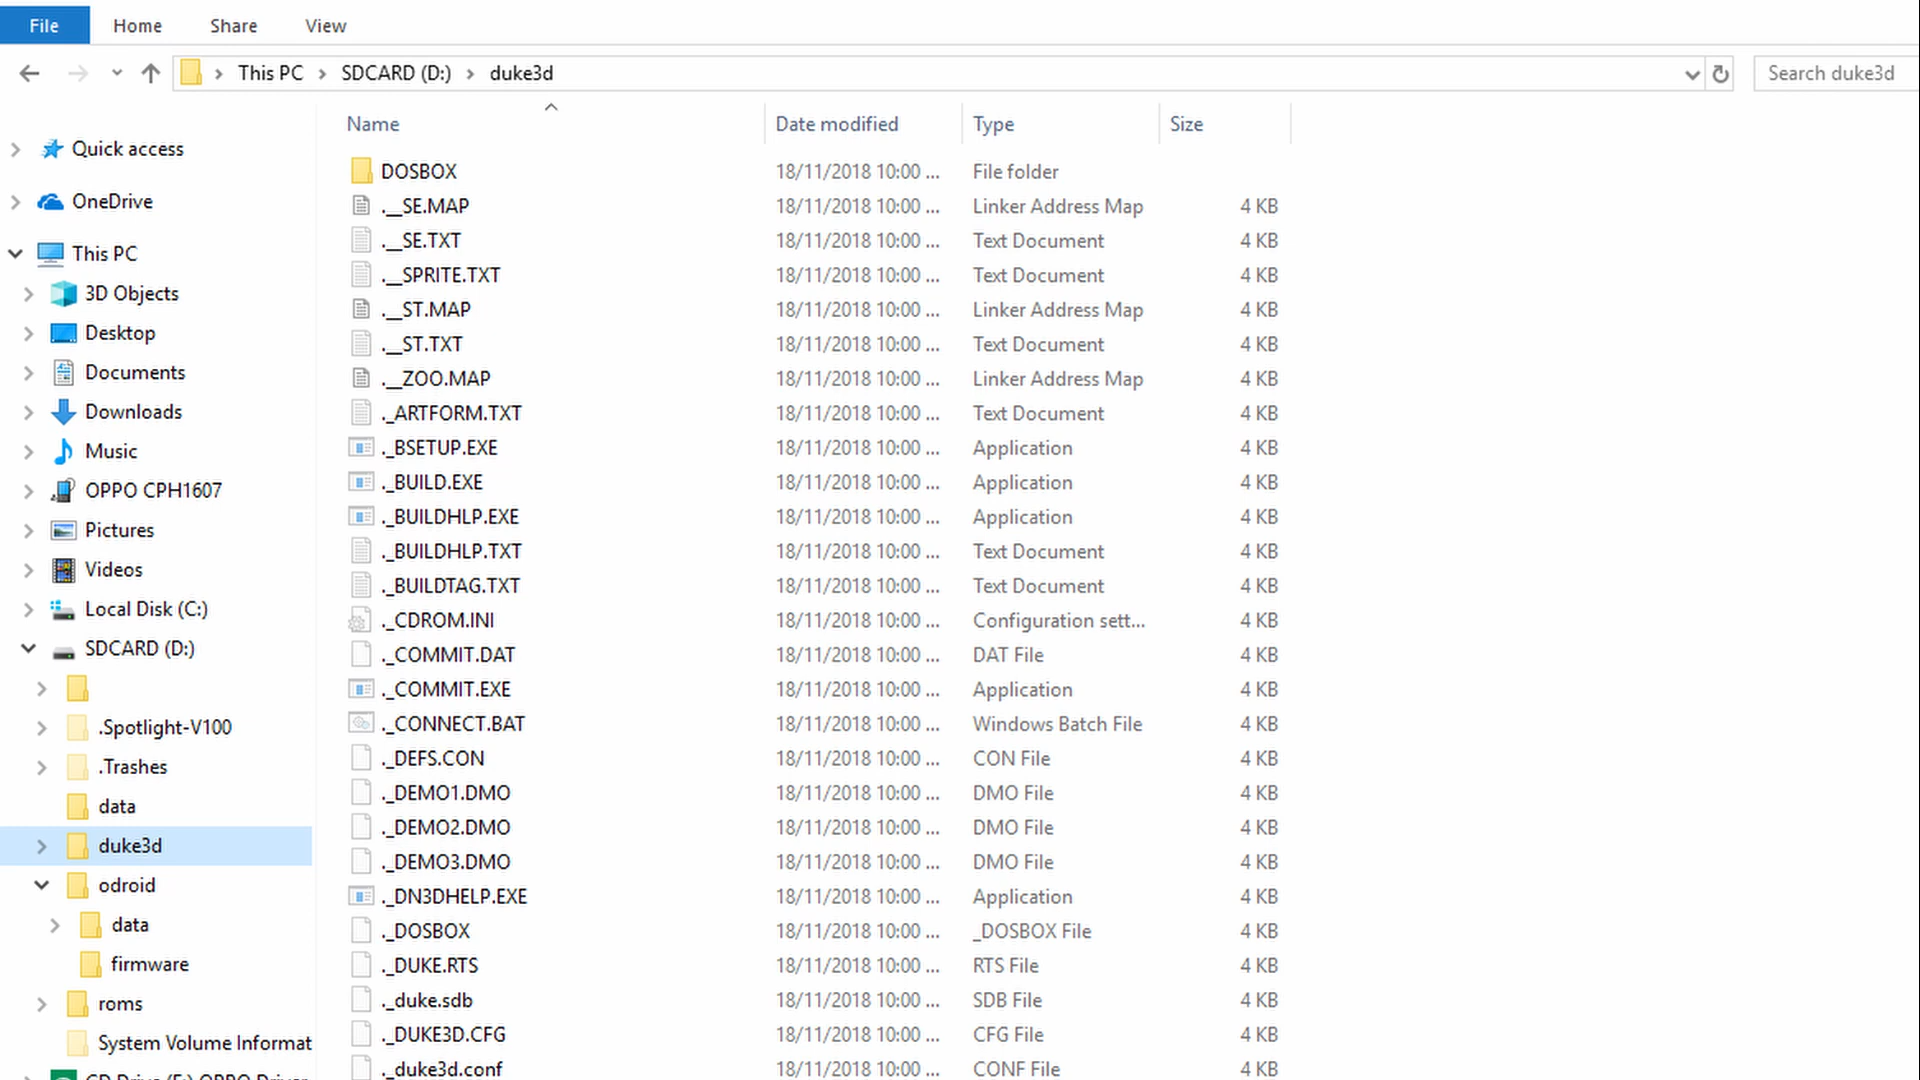 File Home Share View
This PC SDCARD (D:) duke3d
Search duke3d
Name Date modified Type Size
Quick access
OneDrive
This PC
3D Objects
Desktop
Documents
Downloads
Music
OPPO CPH1607
Pictures
Videos
Local Disk (C:)
SDCARD (D:)
.Spotlight-V100
.Trashes
data
duke3d
odroid
data
firmware
roms
System Volume Informat
CD Drive (F:) OPPO Driver
DOSBOX 18/11/2018 10:00 ... File folder
.__SE.MAP 18/11/2018 10:00 ... Linker Address Map 4 KB
.__SE.TXT 18/11/2018 10:00 ... Text Document 4 KB
.__SPRITE.TXT 18/11/2018 10:00 ... Text Document 4 KB
.__ST.MAP 18/11/2018 10:00 ... Linker Address Map 4 KB
.__ST.TXT 18/11/2018 10:00 ... Text Document 4 KB
.__ZOO.MAP 18/11/2018 10:00 ... Linker Address Map 4 KB
._ARTFORM.TXT 18/11/2018 10:00 ... Text Document 4 KB
._BSETUP.EXE 18/11/2018 10:00 ... Application 4 KB
._BUILD.EXE 18/11/2018 10:00 ... Application 4 KB
._BUILDHLP.EXE 18/11/2018 10:00 ... Application 4 KB
._BUILDHLP.TXT 18/11/2018 10:00 ... Text Document 4 KB
._BUILDTAG.TXT 18/11/2018 10:00 ... Text Document 4 KB
._CDROM.INI 18/11/2018 10:00 ... Configuration sett... 4 KB
._COMMIT.DAT 18/11/2018 10:00 ... DAT File 4 KB
._COMMIT.EXE 18/11/2018 10:00 ... Application 4 KB
._CONNECT.BAT 18/11/2018 10:00 ... Windows Batch File 4 KB
._DEFS.CON 18/11/2018 10:00 ... CON File 4 KB
._DEMO1.DMO 18/11/2018 10:00 ... DMO File 4 KB
._DEMO2.DMO 18/11/2018 10:00 ... DMO File 4 KB
._DEMO3.DMO 18/11/2018 10:00 ... DMO File 4 KB
._DN3DHELP.EXE 18/11/2018 10:00 ... Application 4 KB
._DOSBOX 18/11/2018 10:00 ... _DOSBOX File 4 KB
._DUKE.RTS 18/11/2018 10:00 ... RTS File 4 KB
._duke.sdb 18/11/2018 10:00 ... SDB File 4 KB
._DUKE3D.CFG 18/11/2018 10:00 ... CFG File 4 KB
._duke3d.conf 18/11/2018 10:00 ... CONF File 4 KB